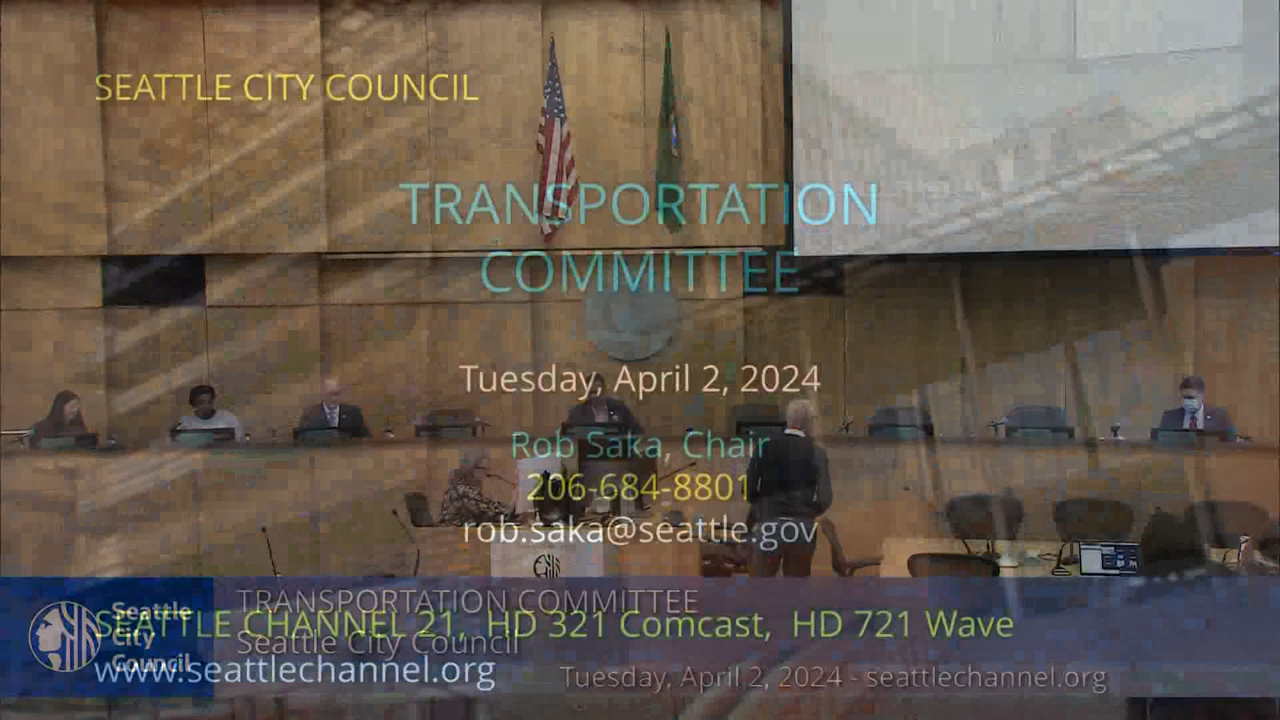 SEATTLE CITY COUNCIL
TRANSPORTATION
COMMITTEE
Tuesday, April 2, 2024
Rob Saka, Chair
206-684-8801
rob.saka@seattle.gov
TRANSPORTATION COMMITTEE
SEATTLE CHANNEL 21, HD 321 Comcast, HD 721 Wave
Seattle City Council
Seattle
City
Council
www.seattlechannel.org
Tuesday, April 2, 2024 - seattlechannel.org